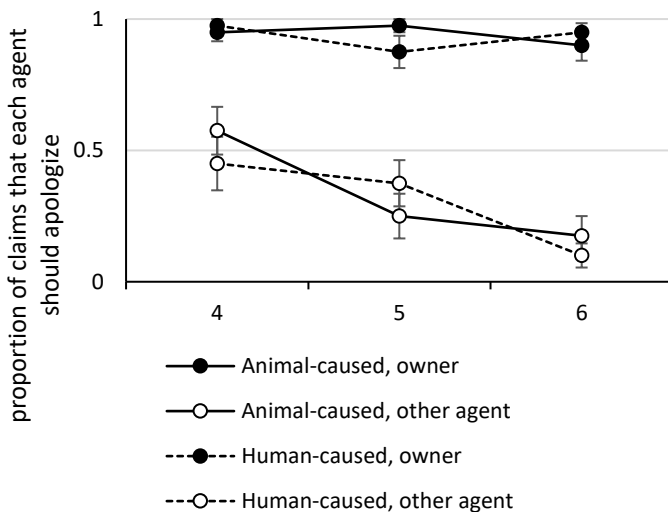 proportion of claims that each agent
should apologize
1
0.5
0
4 5 6
Animal-caused, owner
Animal-caused, other agent
Human-caused, owner
Human-caused, other agent